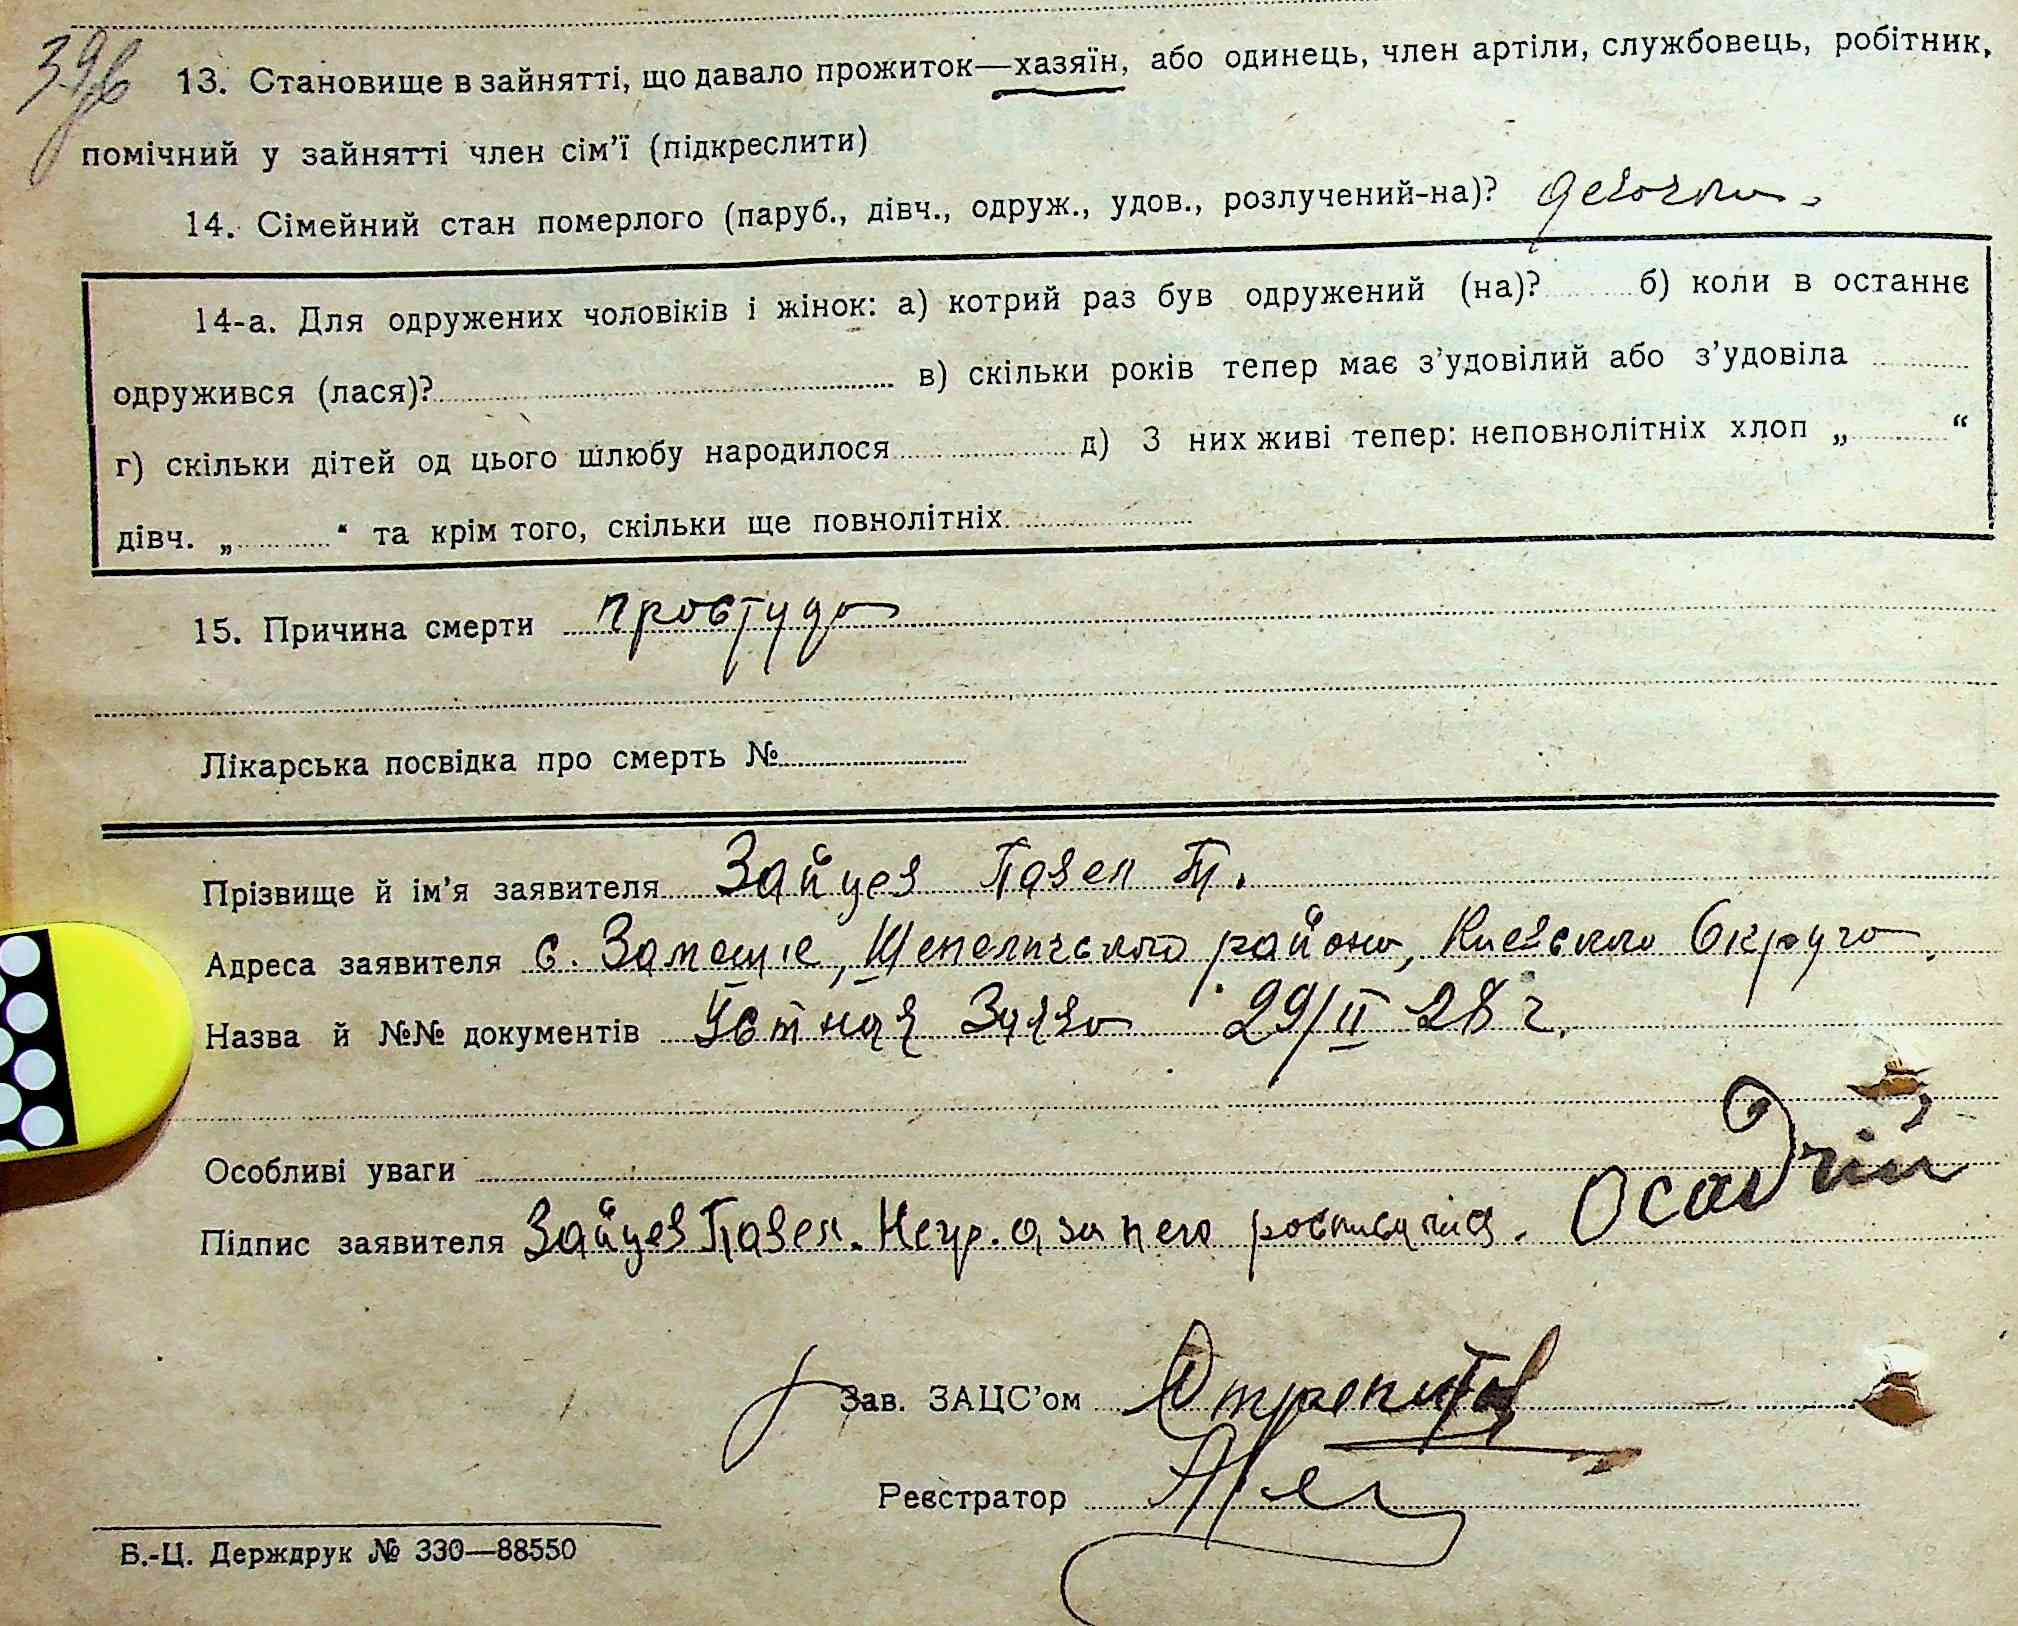 13. Становище в зайнятті, що давало прожиток—хазяїн, або одинець, член артіли, службовець, робітник,
помічний у зайнятті член сім’ї (підкреслити)
14. Сімейний стан померлого (паруб., дівч., одруж., удов., розлучений-на)?
14-а. Для одружених чоловіків і жінок: а) котрий раз був одружений (на)? б) коли в останнє
одружився (лася)? в) скільки років тепер має з’удовілий або з’удовіла
г) скільки дітей од цього шлюбу народилося д) З них живі тепер: неповнолітніх хлоп „ “
дівч. „ “ та крім того, скільки ще повнолітніх
15. Причина смерти простуда
Лікарська посвідка про смерть №
Прізвище й ім’я заявителя Зайцев Павел
Адреса заявителя с. Замошне, Шепеличского района, Киевского Округа
Назва й №№ документів Устная Заява 29/II 28 г.
Особливі уваги
Підпис заявителя Зайцев Павел. Негр. а за него росписался. Осадчий
Зав. ЗАЦС’ом
Реєстратор
Б.-Ц. Держдрук № 330—88550